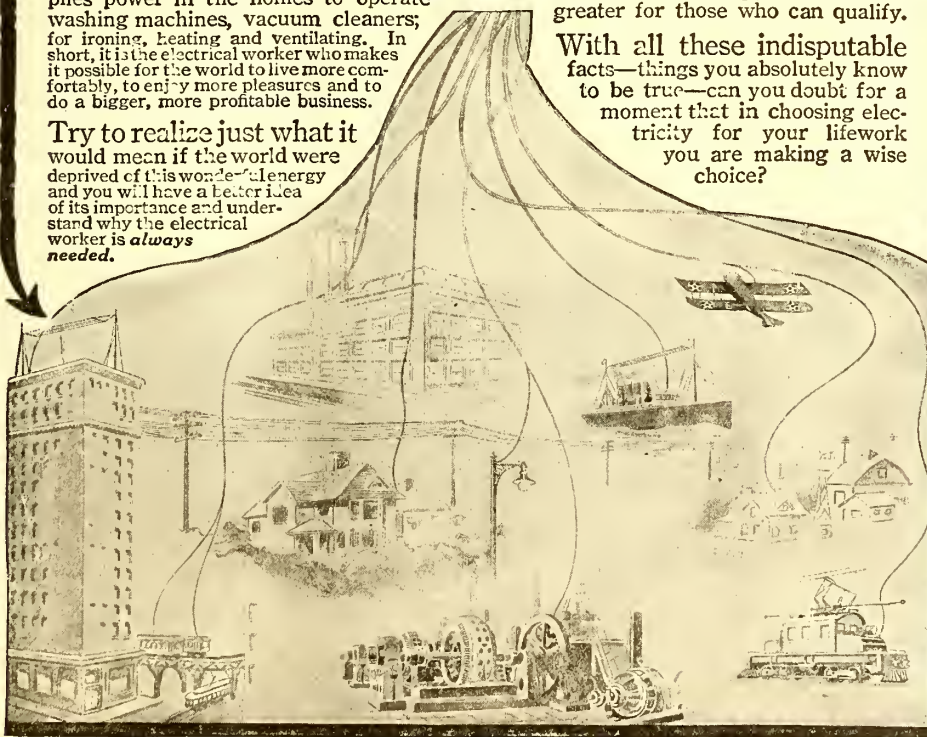 plies power in the homes to operate
washing machines, vacuum cleaners;
for ironing, heating and ventilating. In
short, it is the electrical worker who makes
it possible for the world to live more com-
fortably, to enjoy more pleasures and to
do a bigger, more profitable business.
Try to realize just what it
would mean if the world were
deprived of this wonderful energy
and you will have a better idea
of its importance and under-
stand why the electrical
worker is always
needed.
greater for those who can qualify.
With all these indisputable
facts—things you absolutely know
to be true—can you doubt for a
moment that in choosing elec-
tricity for your lifework
you are making a wise
choice?